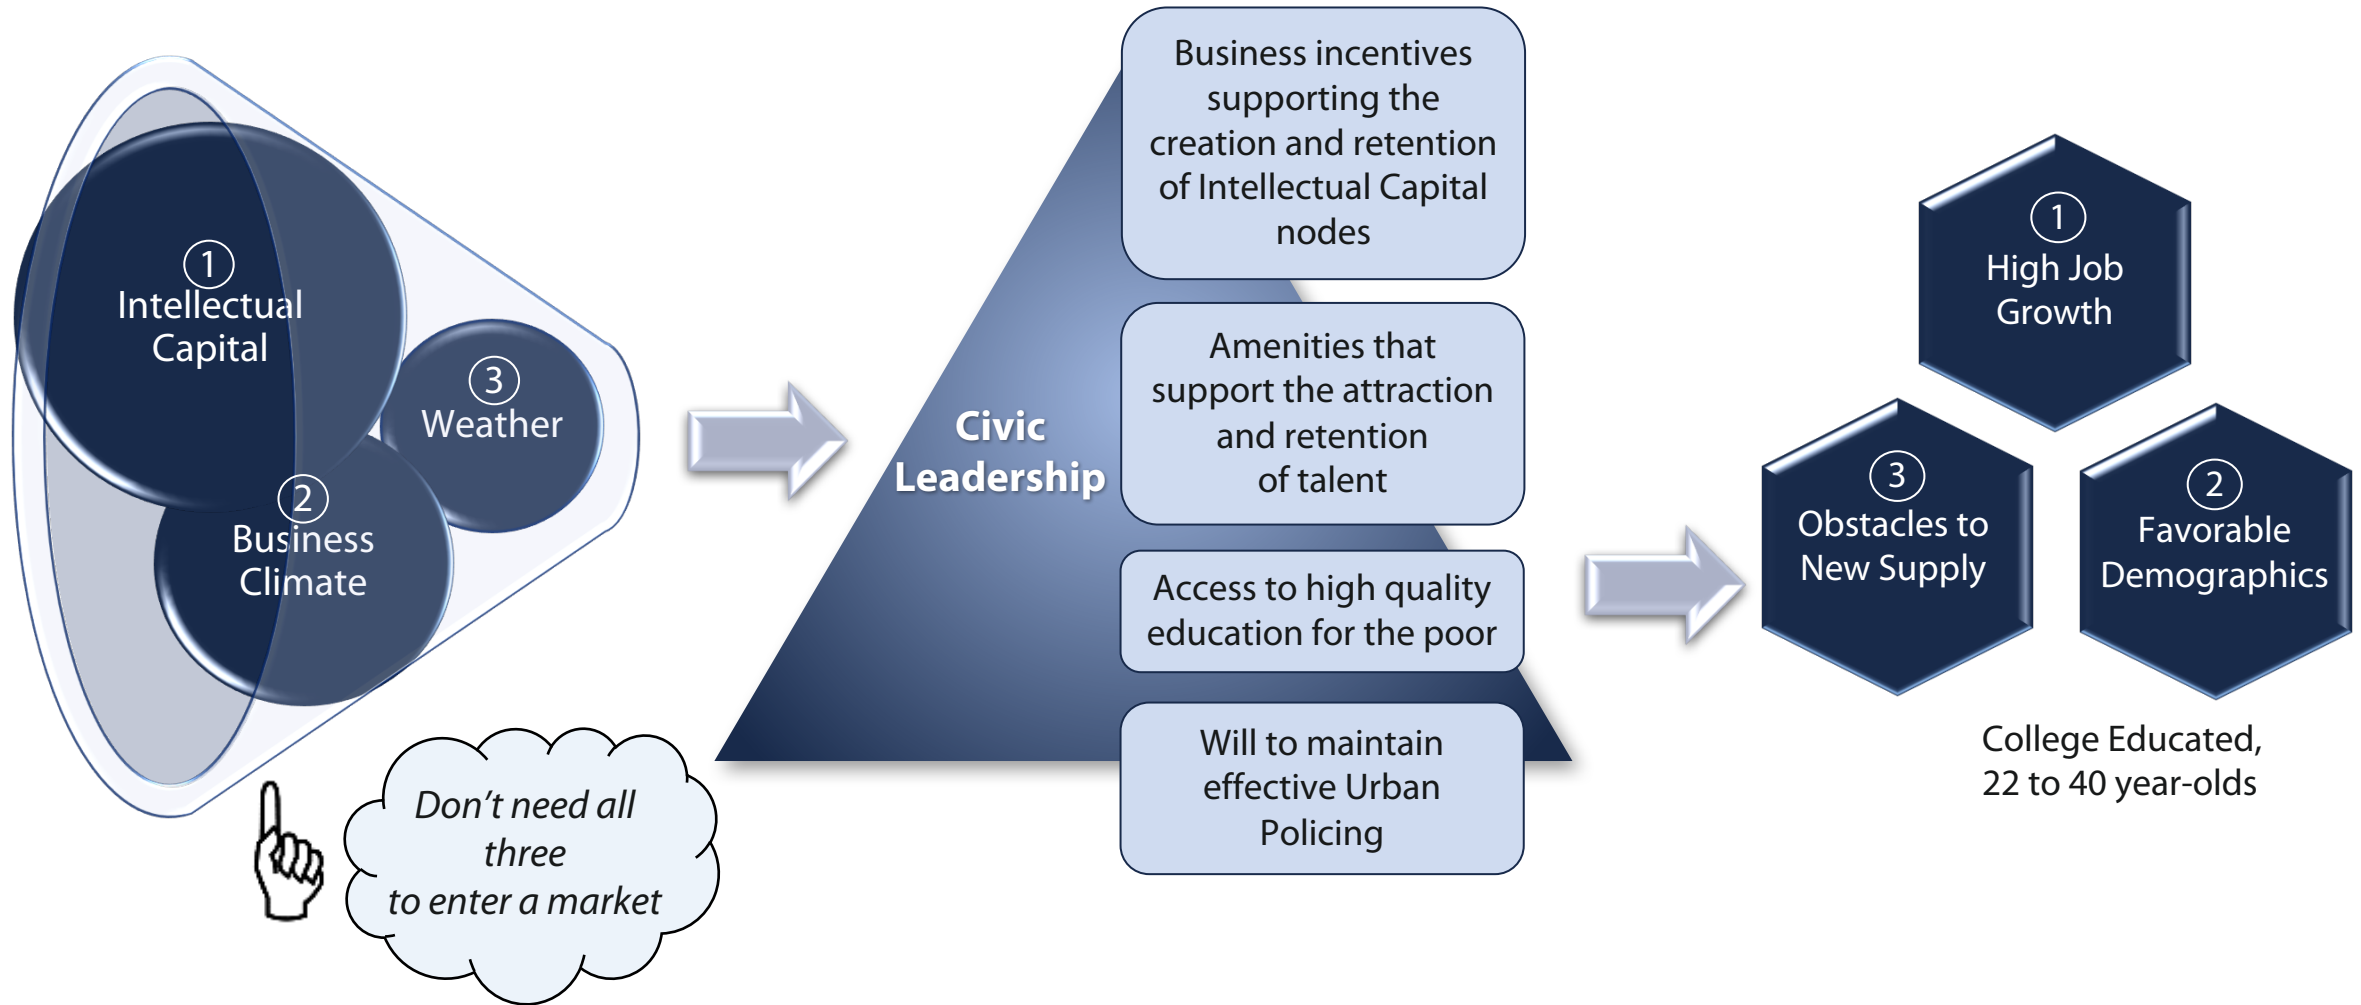 1
Intellectual
Capital
2
Business
Climate
3
Weather
Don’t need all
three
to enter a market
Civic
Leadership
Business incentives
supporting the
creation and retention
of Intellectual Capital
nodes
Amenities that
support the attraction
and retention
of talent
Access to high quality
education for the poor
Will to maintain
effective Urban
Policing
1
High Job
Growth
3
Obstacles to
New Supply
2
Favorable
Demographics
College Educated,
22 to 40 year-olds